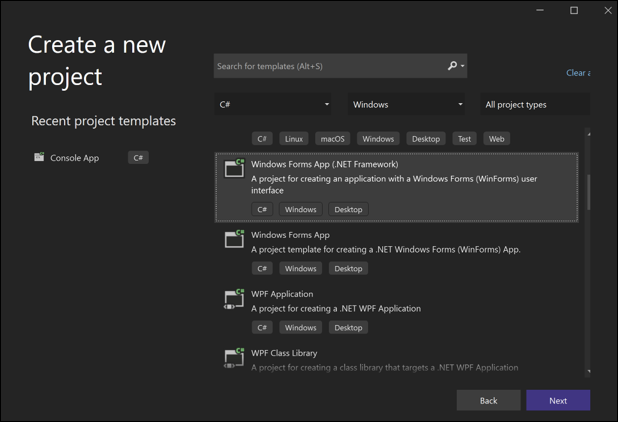 Create a new
project
Recent project templates
Console App C#
Search for templates (Alt+S)
Clear a
C# Windows All project types
C# Linux macOS Windows Desktop Test Web
Windows Forms App (.NET Framework)
A project for creating an application with a Windows Forms (WinForms) user
interface
C# Windows Desktop
Windows Forms App
A project template for creating a .NET Windows Forms (WinForms) App.
C# Windows Desktop
WPF Application
A project for creating a .NET WPF Application
C# Windows Desktop
WPF Class Library
A project for creating a class library that targets a .NET WPF Application
Back Next